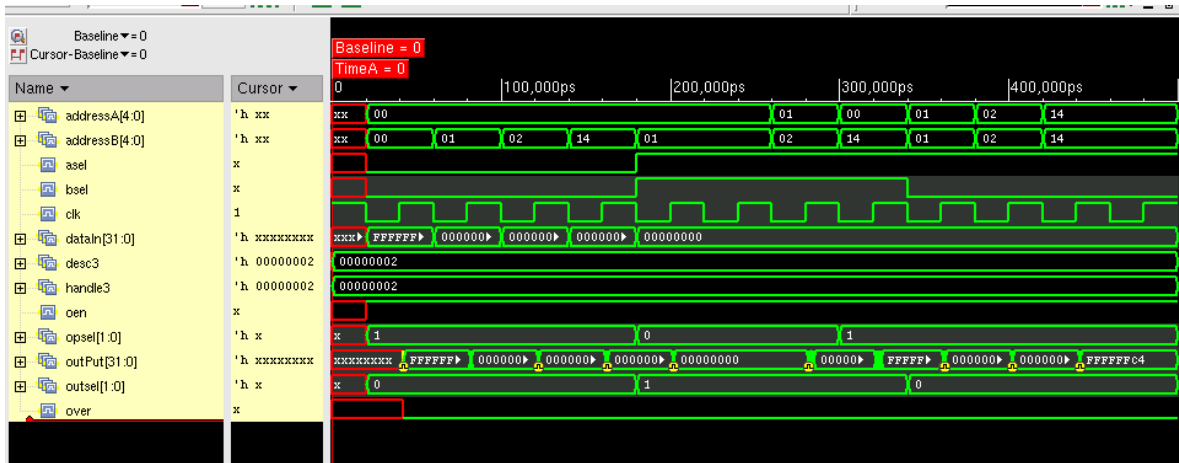 Baseline▼= 0
Cursor-Baseline▼= 0
Baseline = 0
TimeA = 0
Name ▼ Cursor ▼ 0 100,000ps 200,000ps 300,000ps 400,000ps
addressA[4:0] 'h xx xx 00 01 00 01 02 14
addressB[4:0] 'h xx xx 00 01 02 14 01 02 14 01 02 14
asel x
bsel x
clk 1
dataIn[31:0] 'h xxxxxxxx xxx FFFFFF 000000 000000 000000 00000000
desc3 'h 00000002 00000002
handle3 'h 00000002 00000002
oen x
opsel[1:0] 'h x x 1 0 1
outPut[31:0] 'h xxxxxxxx xxxxxxxx FFFFFF 000000 000000 000000 00000000 00000 FFFFF 000000 000000 FFFFFFc4
outsel[1:0] 'h x x 0 1 0
over x